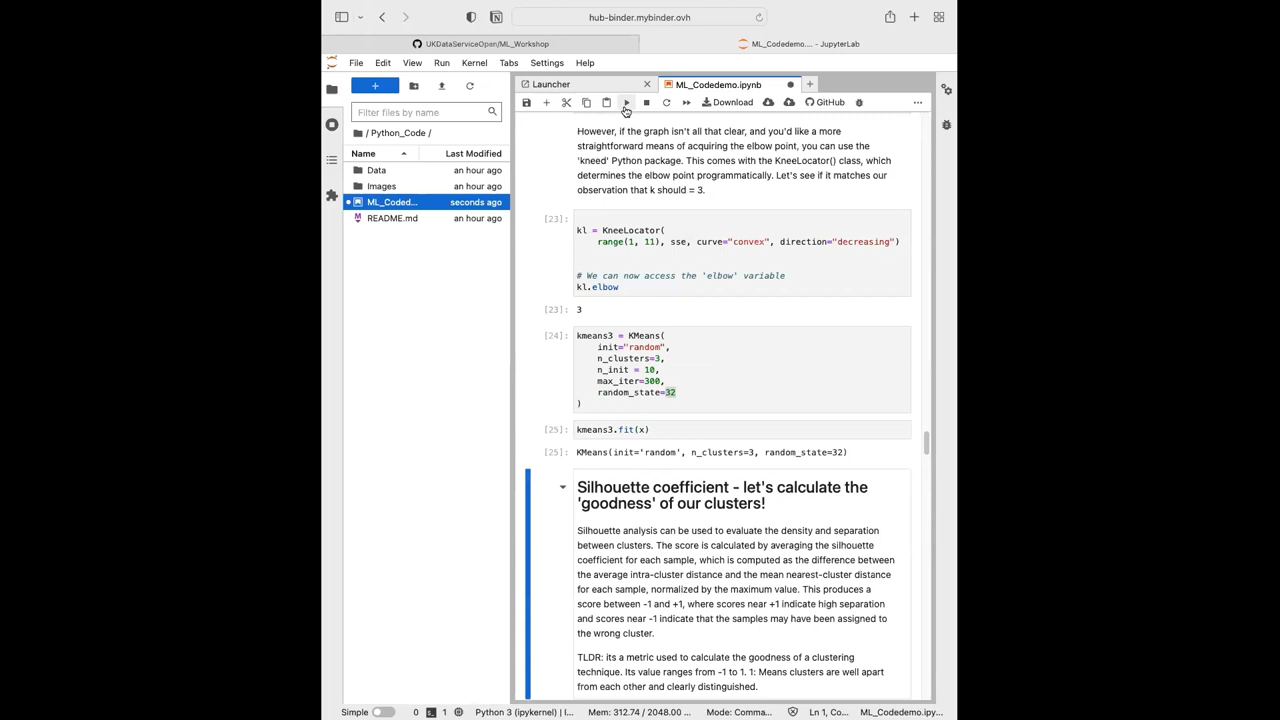 hub-binder.mybinder.ovh
UKDataServiceOpen/ML_Workshop
ML_Codedemo.... - JupyterLab
File Edit View Run Kernel Tabs Settings Help
Launcher
ML_Codedemo.ipynb
Download
GitHub
Filter files by name
/ Python_Code /
Name Last Modified
Data an hour ago
Images an hour ago
ML_Coded... seconds ago
README.md an hour ago
However, if the graph isn't all that clear, and you'd like a more
straightforward means of acquiring the elbow point, you can use the
'kneed' Python package. This comes with the KneeLocator() class, which
determines the elbow point programmatically. Let's see if it matches our
observation that k should = 3.
[23]:
kl = KneeLocator(
range(1, 11), sse, curve="convex", direction="decreasing")
# We can now access the 'elbow' variable
kl.elbow
[23]: 3
[24]: kmeans3 = KMeans(
init="random",
n_clusters=3,
n_init = 10,
max_iter=300,
random_state=32
)
[25]: kmeans3.fit(x)
[25]: KMeans(init='random', n_clusters=3, random_state=32)
Silhouette coefficient - let's calculate the
'goodness' of our clusters!
Silhouette analysis can be used to evaluate the density and separation
between clusters. The score is calculated by averaging the silhouette
coefficient for each sample, which is computed as the difference between
the average intra-cluster distance and the mean nearest-cluster distance
for each sample, normalized by the maximum value. This produces a
score between -1 and +1, where scores near +1 indicate high separation
and scores near -1 indicate that the samples may have been assigned to
the wrong cluster.
TLDR: its a metric used to calculate the goodness of a clustering
technique. Its value ranges from -1 to 1. 1: Means clusters are well apart
from each other and clearly distinguished.
Simple 0 1 Python 3 (ipykernel) | I... Mem: 312.74 / 2048.00 ... Mode: Comma... Ln 1, Co... ML_Codedemo.ipy...